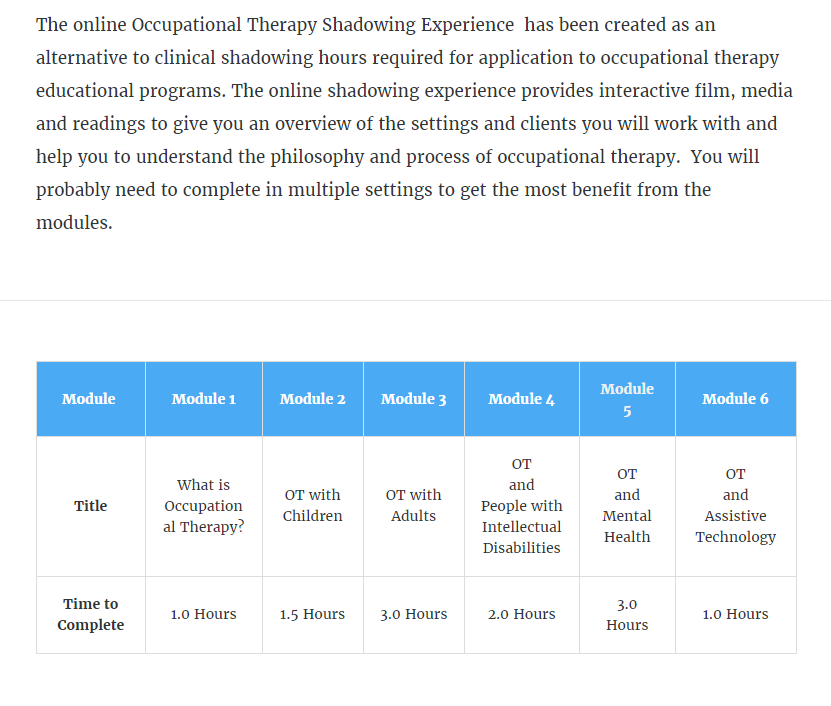 The online Occupational Therapy Shadowing Experience  has been created as an
alternative to clinical shadowing hours required for application to occupational therapy
educational programs. The online shadowing experience provides interactive film, media
and readings to give you an overview of the settings and clients you will work with and
help you to understand the philosophy and process of occupational therapy.  You will
probably need to complete in multiple settings to get the most benefit from the
modules.
Module
Module 1
Module 2
Module 3
Module 4
Module
5
Module 6
Title
What is
Occupation
al Therapy?
OT with
Children
OT with
Adults
OT
and
People with
Intellectual
Disabilities
OT
and
Mental
Health
OT
and
Assistive
Technology
Time to
Complete
1.0 Hours
1.5 Hours
3.0 Hours
2.0 Hours
3.0
Hours
1.0 Hours